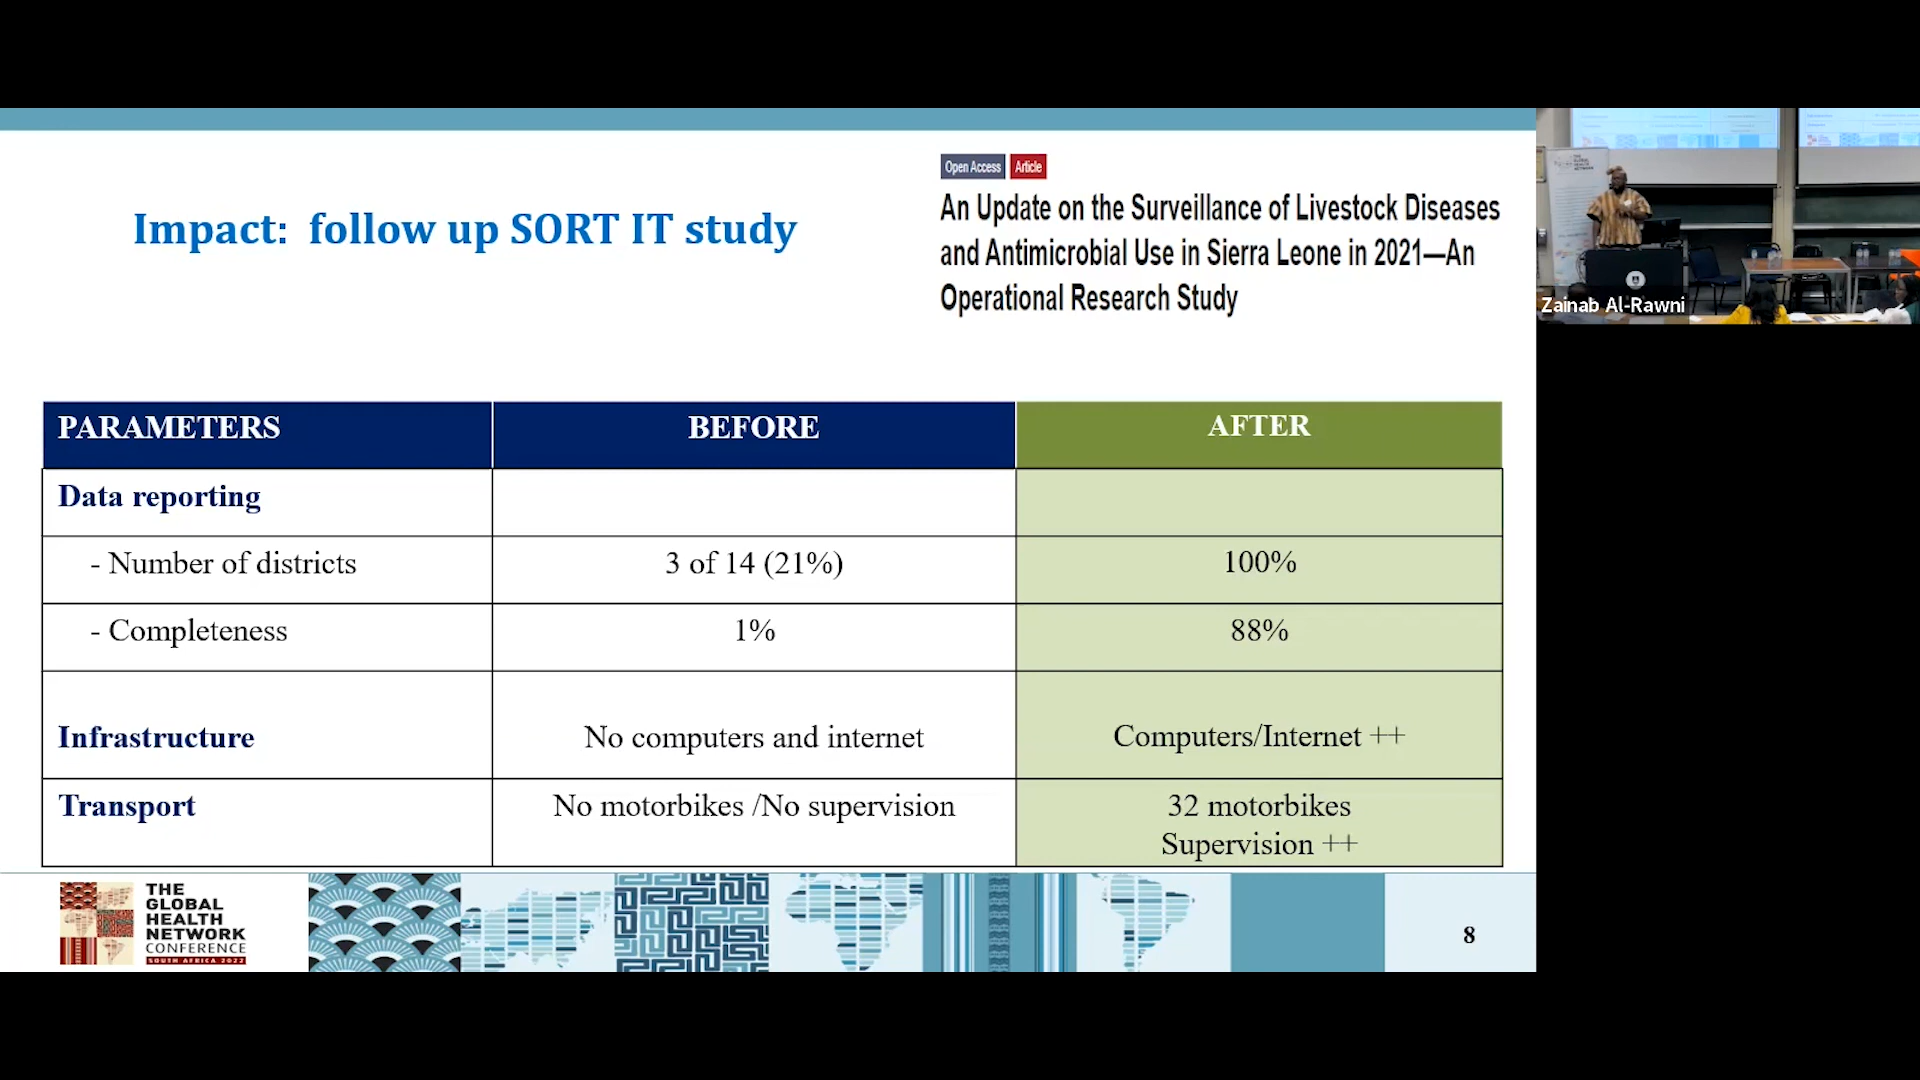 Open Access Article
An Update on the Surveillance of Livestock Diseases
and Antimicrobial Use in Sierra Leone in 2021—An
Operational Research Study
Impact: follow up SORT IT study
PARAMETERS BEFORE AFTER
Data reporting
- Number of districts 3 of 14 (21%) 100%
- Completeness 1% 88%
Infrastructure No computers and internet Computers/Internet ++
Transport No motorbikes /No supervision 32 motorbikes
Supervision ++
THE
GLOBAL
HEALTH
NETWORK
CONFERENCE
SOUTH AFRICA 2022
8
Zainab Al-Rawni